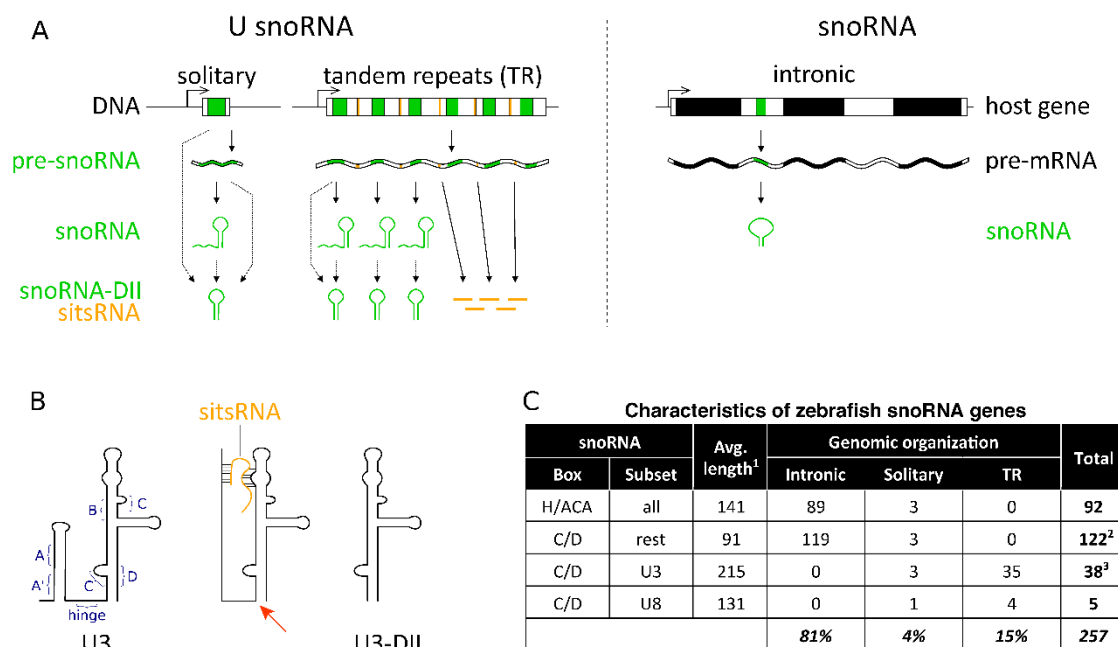 A
U snoRNA
snoRNA
solitary
tandem repeats (TR)
intronic
DNA
host gene
pre-snoRNA
pre-mRNA
snoRNA
snoRNA
snoRNA-DII
sitsRNA
B
sitsRNA
B C
A
A' C' D
hinge
U3
U3-DII
C
Characteristics of zebrafish snoRNA genes
snoRNA Avg. length1 Genomic organization Total
Box Subset Intronic Solitary TR
H/ACA all 141 89 3 0 92
C/D rest 91 119 3 0 1222
C/D U3 215 0 3 35 383
C/D U8 131 0 1 4 5
81% 4% 15% 257